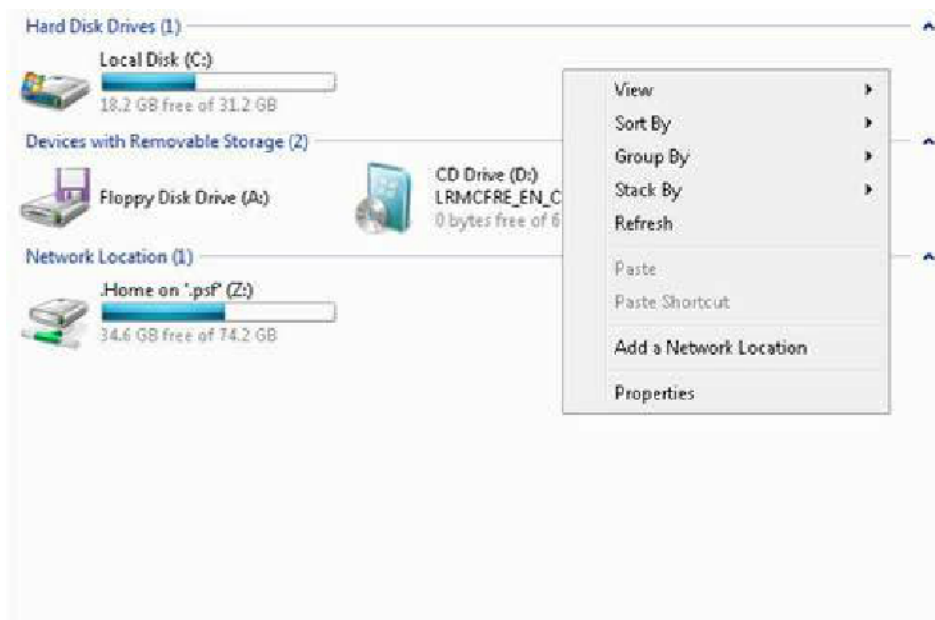 Hard Disk Drives (1)
Local Disk (C:)
18.2 GB free of 31.2 GB
Devices with Removable Storage (2)
Floppy Disk Drive (A:)
CD Drive (D:)
LRMCFRE_EN_C
0 bytes free of 6
Network Location (1)
.Home on '.psf' (Z:)
34.6 GB free of 74.2 GB
View
Sort By
Group By
Stack By
Refresh
Paste
Paste Shortcut
Add a Network Location
Properties